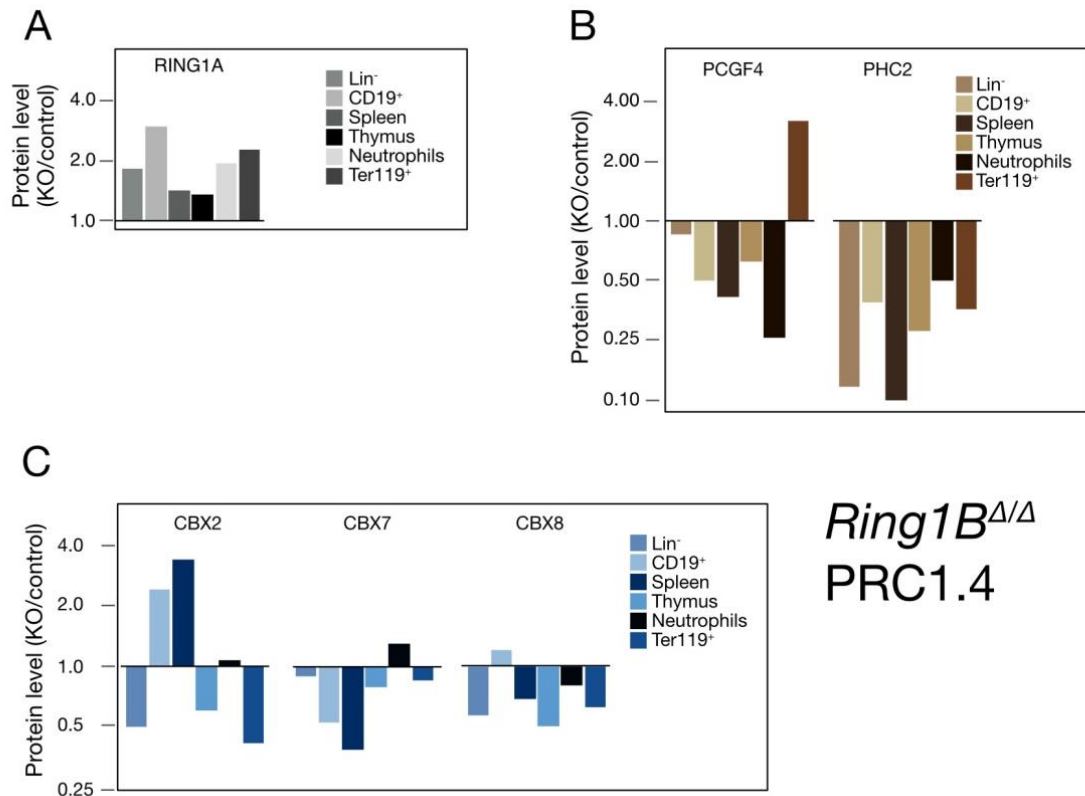 A
RING1A
Protein level
(KO/control)
4.0
2.0
1.0
Lin⁻
CD19⁺
Spleen
Thymus
Neutrophils
Ter119⁺
B
PCGF4
PHC2
Protein level (KO/control)
4.00
2.00
1.00
0.50
0.25
0.10
Lin⁻
CD19⁺
Spleen
Thymus
Neutrophils
Ter119⁺
C
CBX2
CBX7
CBX8
Protein level (KO/control)
4.0
2.0
1.0
0.5
0.25
Lin⁻
CD19⁺
Spleen
Thymus
Neutrophils
Ter119⁺
Ring1B^Δ/Δ
PRC1.4